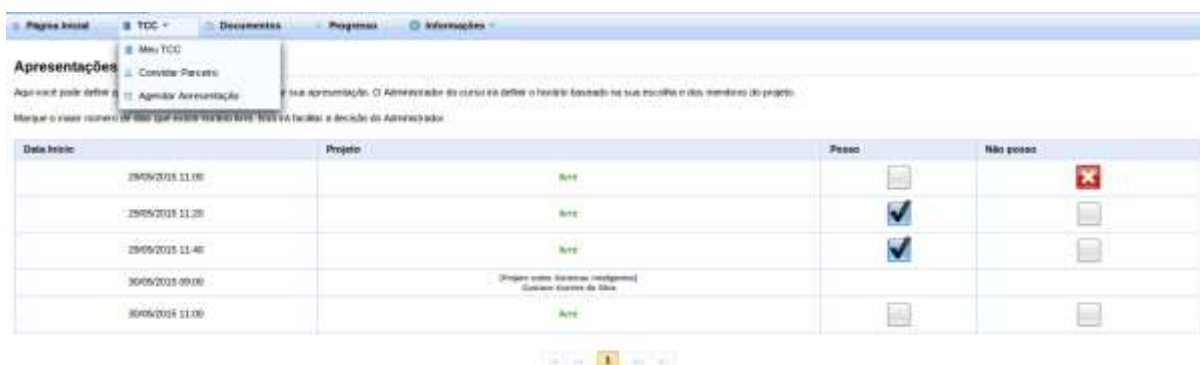 Página Inicial TCC Documentos Progresso Informações
Meu TCC
Convidar Parceiro
Agendar Apresentação
Apresentações
Aqui você pode definir sua apresentação. O Administrador do curso irá definir o horário baseado na sua escolha e dos membros do projeto.
Marque o maior número de dias que irá facilitar a decisão do Administrador.
Data Início Projeto Posso Não posso
29/05/2015 11:00 livre
29/05/2015 11:20 livre
29/05/2015 11:40 livre
30/05/2015 09:00 [Projeto sobre Sistemas Inteligentes]
da Silva
30/05/2015 11:00 livre
1